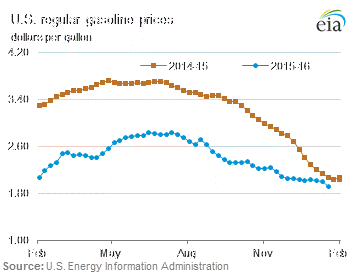 U.S. regular gasoline prices
dollars per gallon
eia
4.20
2014-15
2015-16
3.40
2.60
1.80
1.00
Feb
May
Aug
Nov
Feb
Source: U.S. Energy Information Administration